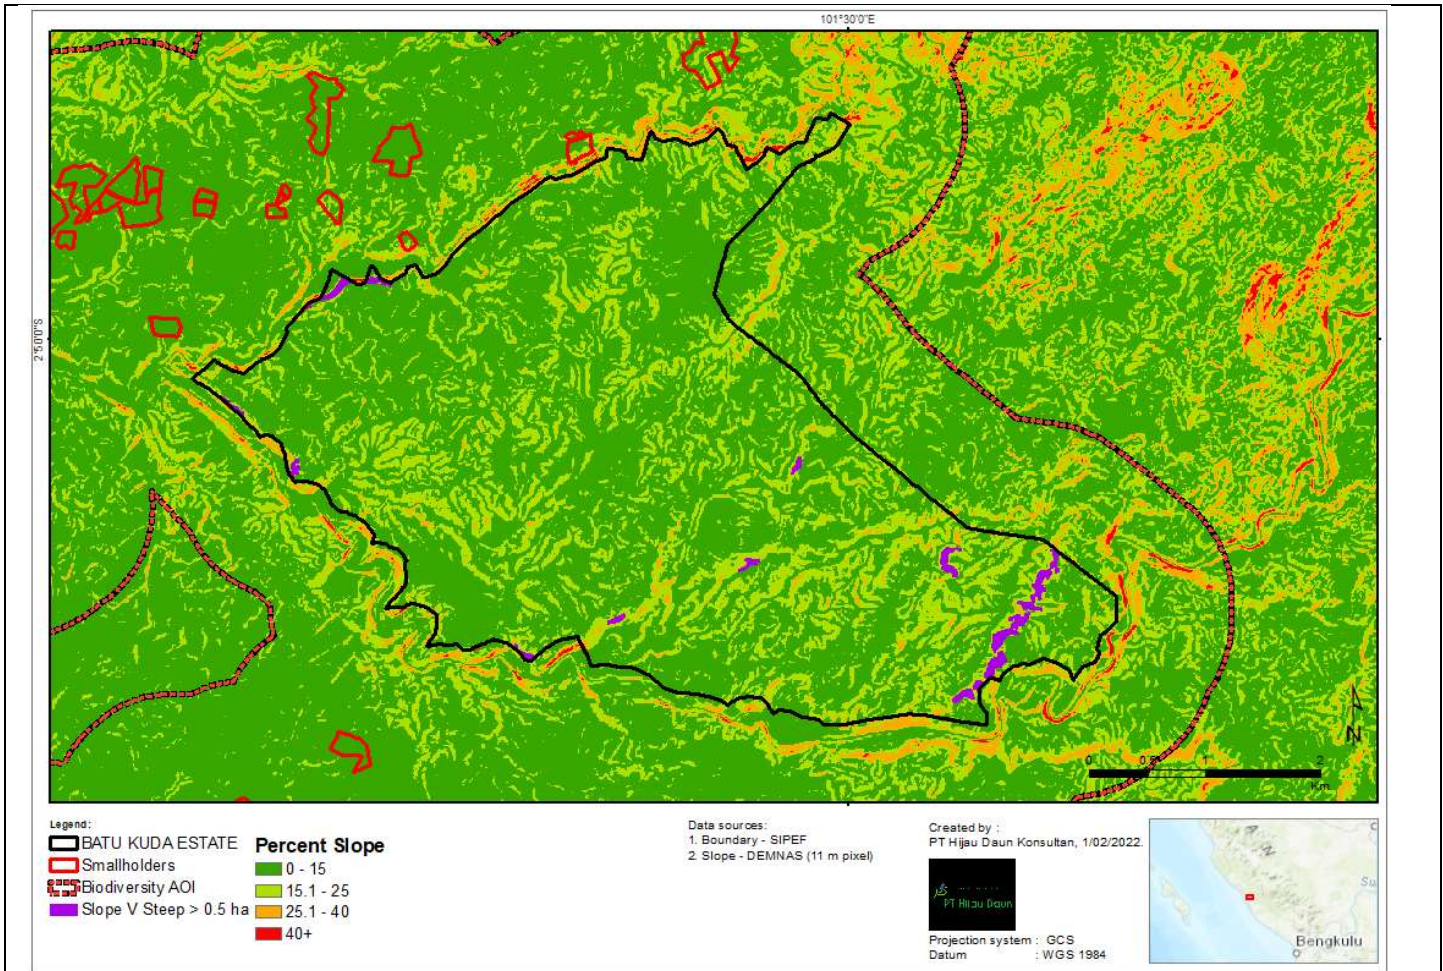 101°30'0"E
2°50'0"S
N
0 0.5 1 2
Km
Legend:
BATU KUDA ESTATE
Smallholders
Biodiversity AOI
Slope V Steep > 0.5 ha
Percent Slope
0 - 15
15.1 - 25
25.1 - 40
40+
Data sources:
1. Boundary - SIPEF
2. Slope - DEMNAS (11 m pixel)
Created by :
PT Hijau Daun Konsultan, 1/02/2022.
PT Hijau Daun
Projection system : GCS
Datum : WGS 1984
Bengkulu